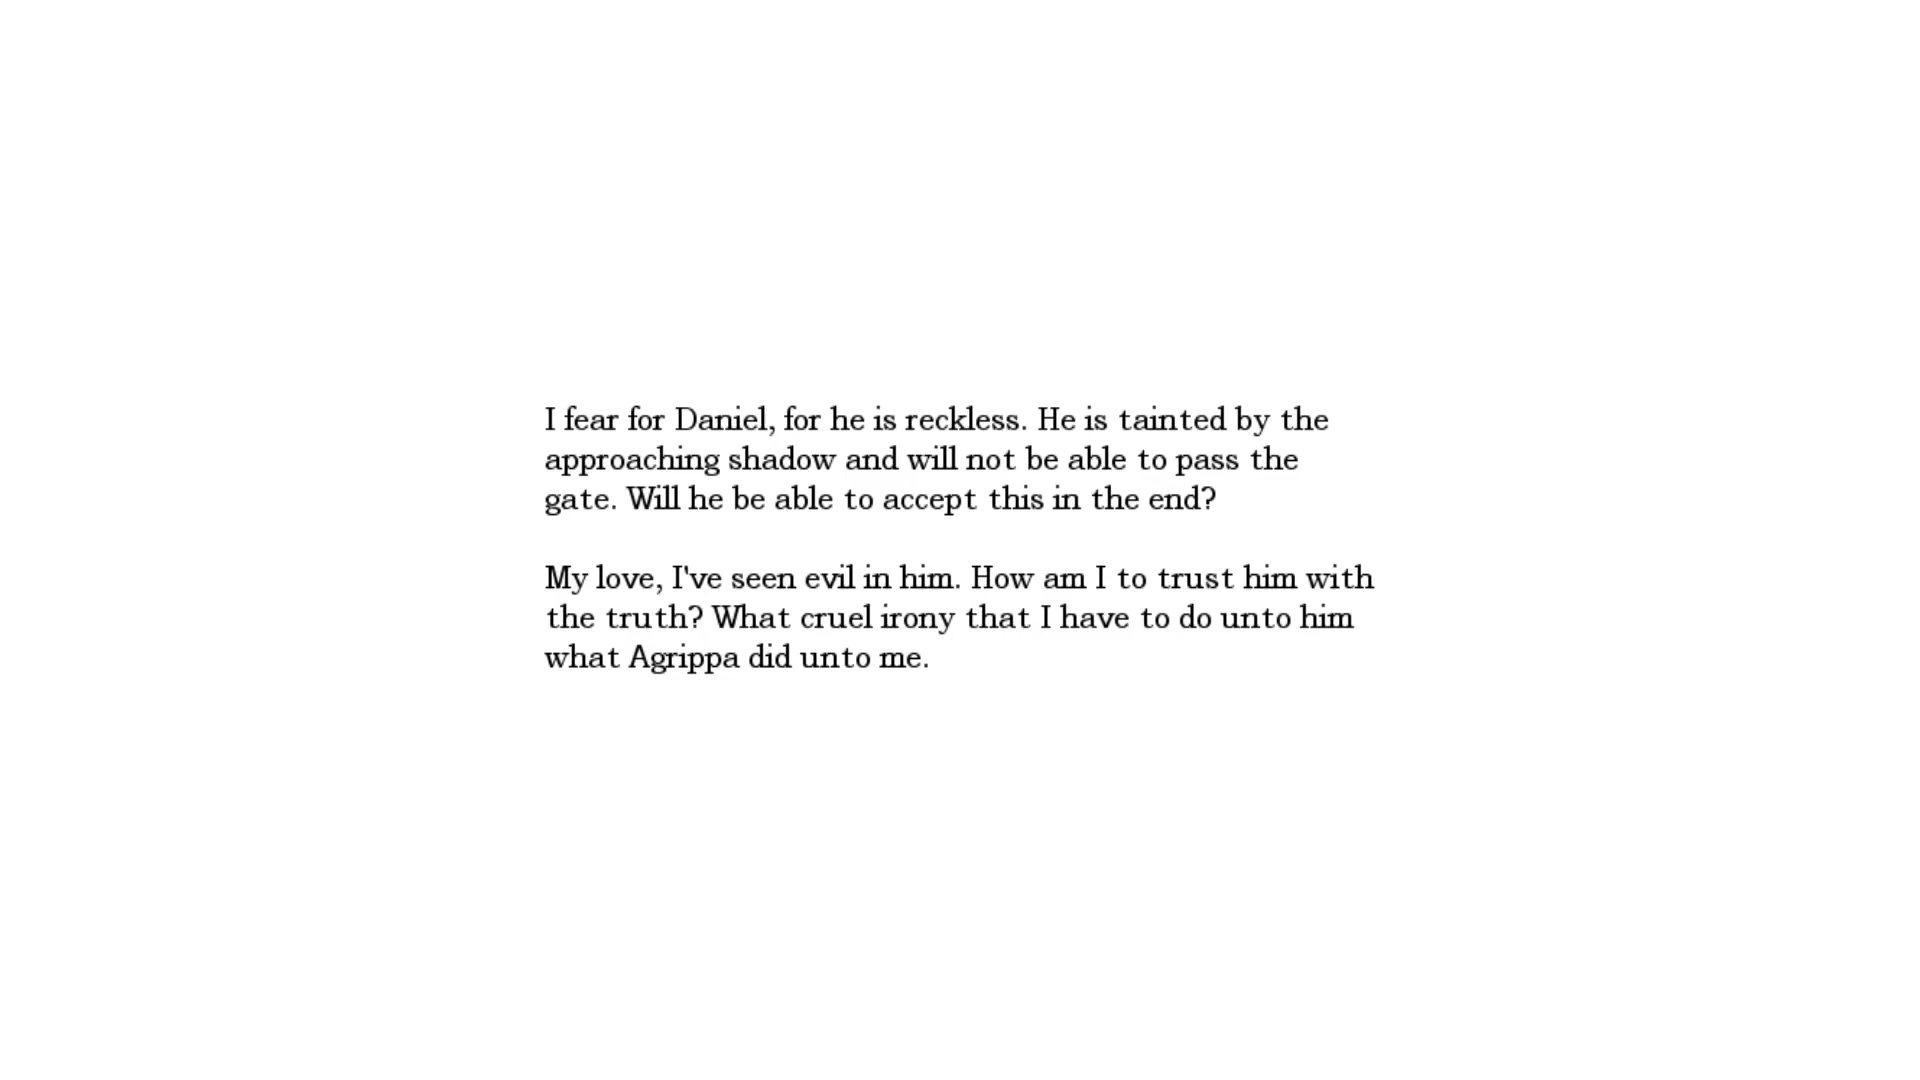 I fear for Daniel, for he is reckless. He is tainted by the
approaching shadow and will not be able to pass the
gate. Will he be able to accept this in the end?
My love, I've seen evil in him. How am I to trust him with
the truth? What cruel irony that I have to do unto him
what Agrippa did unto me.